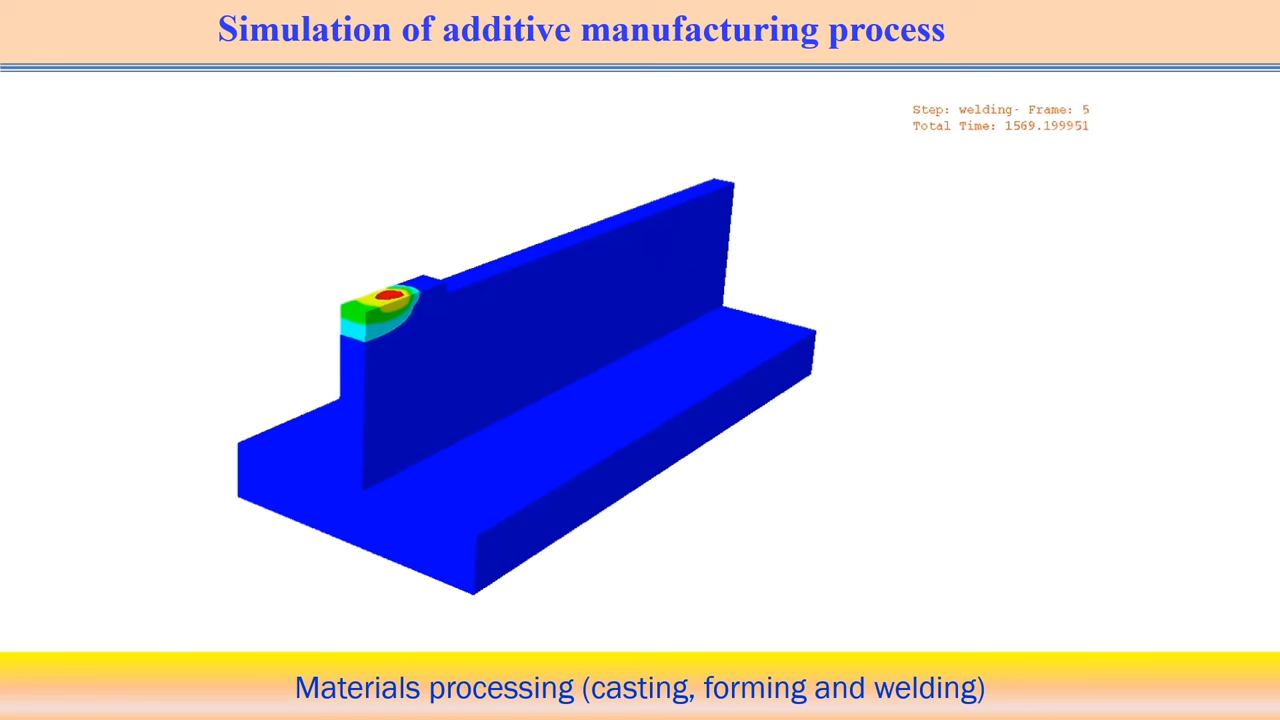 Simulation of additive manufacturing process
Step: welding- Frame: 5
Total Time: 1569.199951
Materials processing (casting, forming and welding)